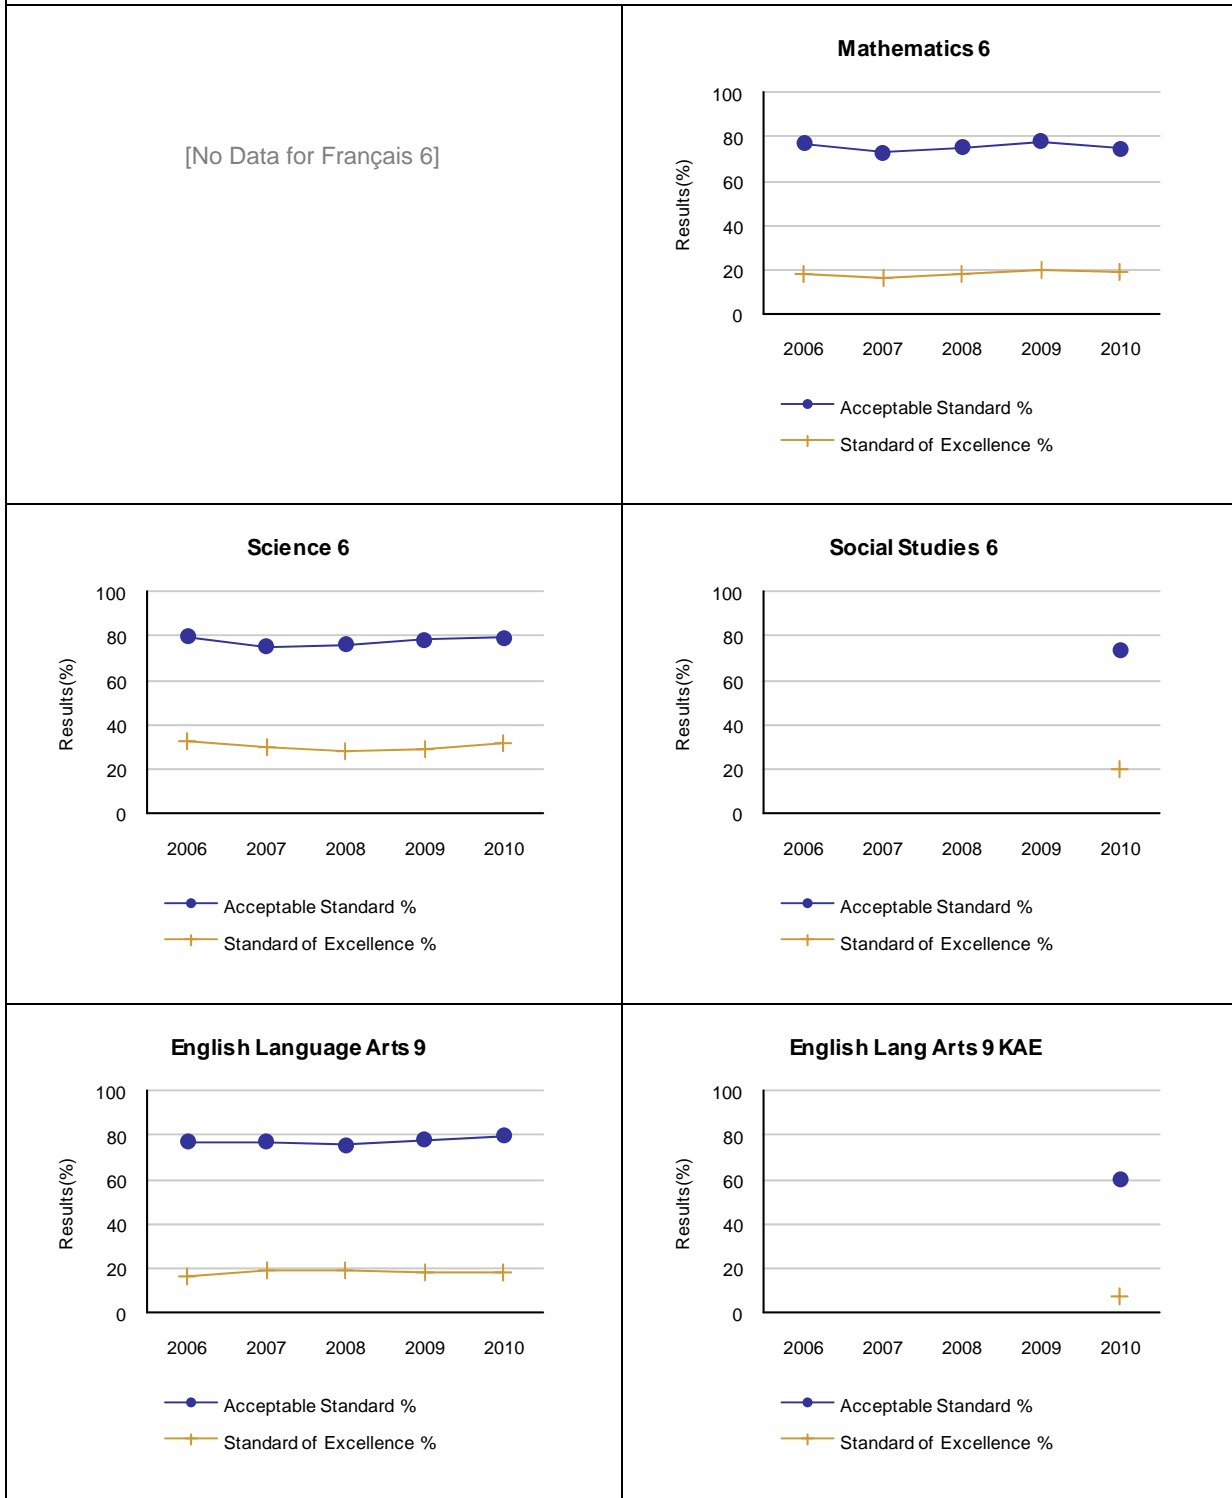 [No Data for Français 6]
Mathematics 6
100
80
60
40
20
0
Results(%)
2006 2007 2008 2009 2010
Acceptable Standard %
Standard of Excellence %
Science 6
100
80
60
40
20
0
Results(%)
2006 2007 2008 2009 2010
Acceptable Standard %
Standard of Excellence %
Social Studies 6
100
80
60
40
20
0
Results(%)
2006 2007 2008 2009 2010
Acceptable Standard %
Standard of Excellence %
English Language Arts 9
100
80
60
40
20
0
Results(%)
2006 2007 2008 2009 2010
Acceptable Standard %
Standard of Excellence %
English Lang Arts 9 KAE
100
80
60
40
20
0
Results(%)
2006 2007 2008 2009 2010
Acceptable Standard %
Standard of Excellence %